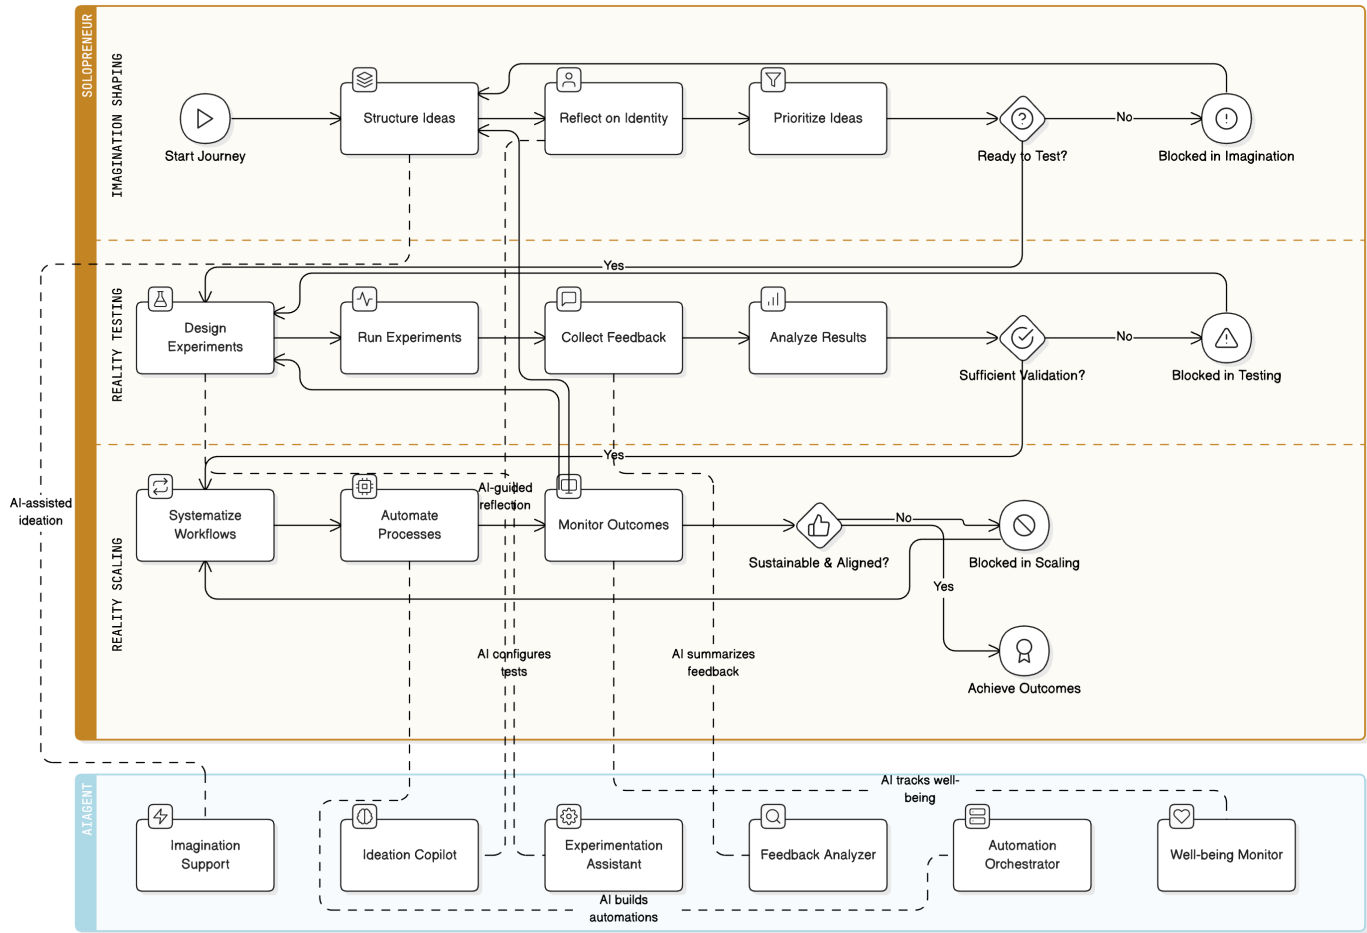 SOLOPRENEUR
IMAGINATION SHAPING
Start Journey
Structure Ideas
Reflect on Identity
Prioritize Ideas
Ready to Test?
No
Blocked in Imagination
Yes
REALITY TESTING
Design
Experiments
Run Experiments
Collect Feedback
Analyze Results
Sufficient Validation?
No
Blocked in Testing
Yes
REALITY SCALING
AI-assisted
ideation
Systematize
Workflows
Automate
Processes
AI-guided
reflection
Monitor Outcomes
Sustainable & Aligned?
No
Blocked in Scaling
Yes
Achieve Outcomes
AI configures
tests
AI summarizes
feedback
AIAGENT
AI tracks well-
being
Imagination
Support
Ideation Copilot
Experimentation
Assistant
Feedback Analyzer
Automation
Orchestrator
Well-being Monitor
AI builds
automations